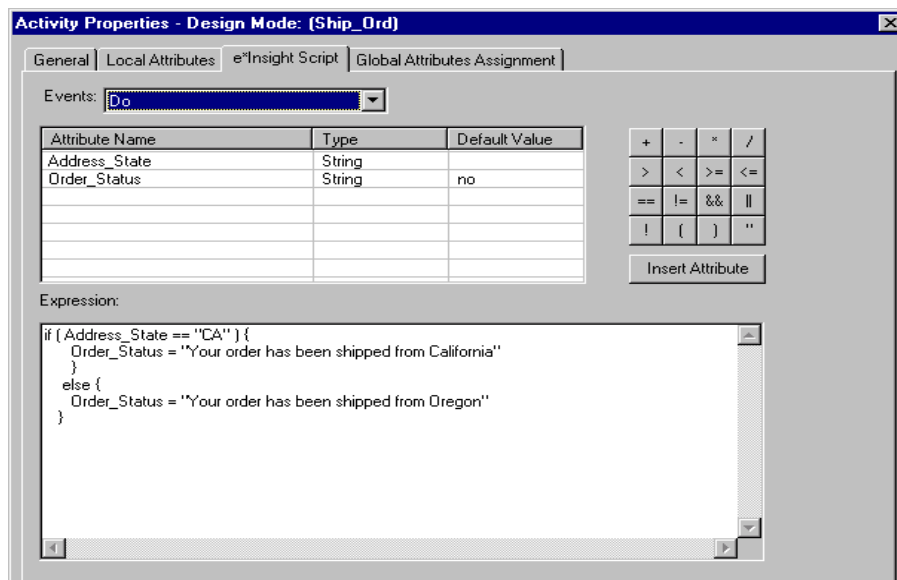 Activity Properties - Design Mode: (Ship_Ord)
General Local Attributes e*Insight Script Global Attributes Assignment
Events: Do
Attribute Name Type Default Value
Address_State String
Order_Status String no
+ - * /
> < >= <=
== != && ||
! ( ) "
Insert Attribute
Expression:
if ( Address_State == "CA" ) {
Order_Status = "Your order has been shipped from California"
}
else {
Order_Status = "Your order has been shipped from Oregon"
}